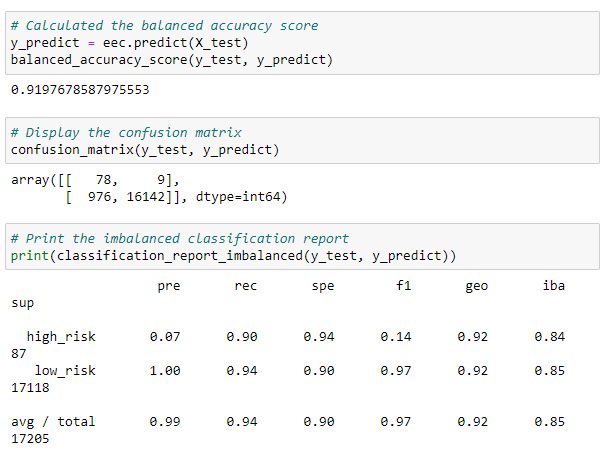 # Calculated the balanced accuracy score
y_predict = eec.predict(X_test)
balanced_accuracy_score(y_test, y_predict)
0.9197678587975553
# Display the confusion matrix
confusion_matrix(y_test, y_predict)
array([[   78,     9],
       [  976, 16142]], dtype=int64)
# Print the imbalanced classification report
print(classification_report_imbalanced(y_test, y_predict))
                   pre       rec       spe        f1       geo       iba
sup
  high_risk       0.07      0.90      0.94      0.14      0.92      0.84
87
   low_risk       1.00      0.94      0.90      0.97      0.92      0.85
17118
avg / total       0.99      0.94      0.90      0.97      0.92      0.85
17205